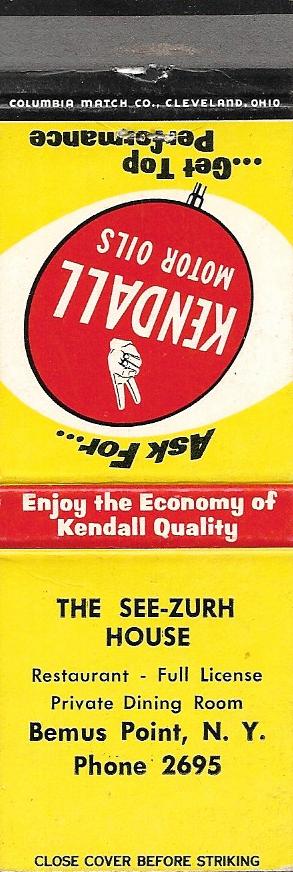 COLUMBIA MATCH CO., CLEVELAND, OHIO
Ask For...
KENDALL
MOTOR OILS
...Get Top
Performance
Enjoy the Economy of
Kendall Quality
THE SEE-ZURH
HOUSE
Restaurant - Full License
Private Dining Room
Bemus Point, N. Y.
Phone 2695
CLOSE COVER BEFORE STRIKING